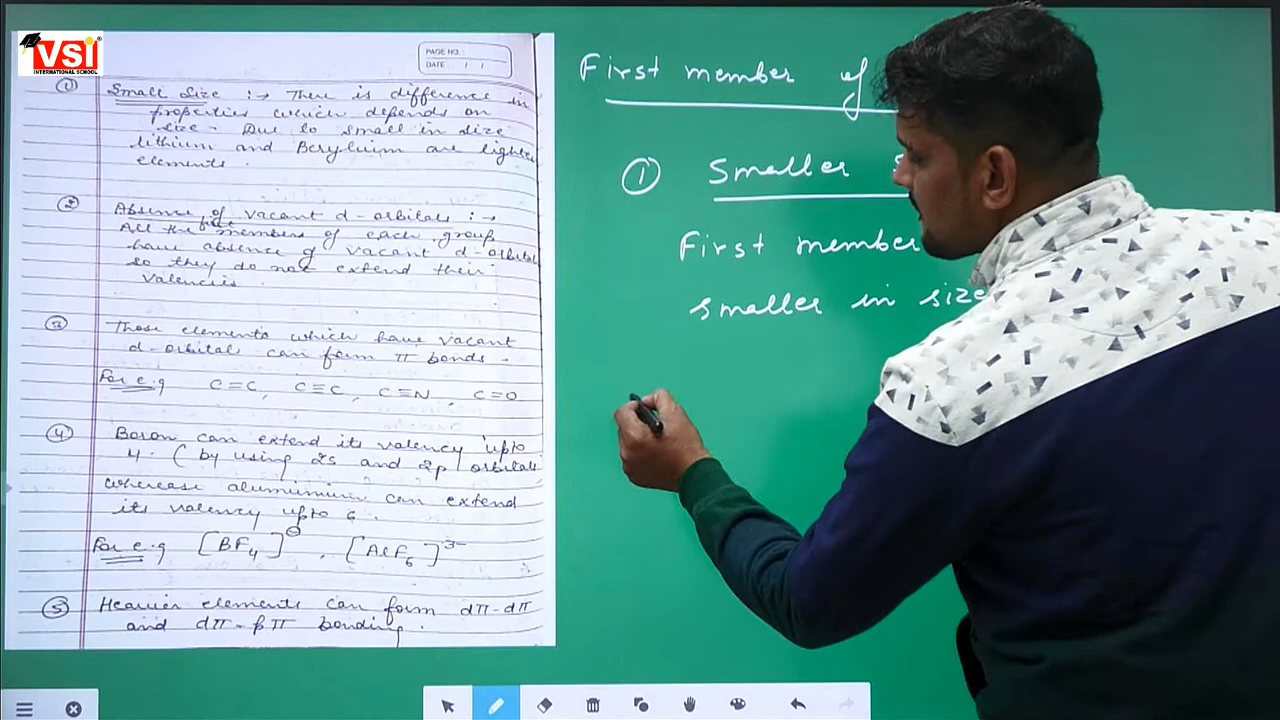 VSI
INTERNATIONAL SCHOOL
PAGE NO.:
DATE: / /
① Small Size :→ There is difference in
properties which depends on
size. Due to small in size
lithium and Beryluim are lighter
elements.
② Absence of vacant d-orbitals :→
All the first members of each group
have absence of vacant d-orbital
so they do not extend their
valencies.
③ Those elements which have vacant
d-orbitals can form π bonds.
For e.g C=C, C≡C, C≡N, C=O
④ Boron can extend its valency upto
4. (by using 2s and 2p orbitals
whereas alumimium can extend
its valency upto 6.
For e.g [BF4]⊖, [AlF6]3-
⑤ Heavier elements can form dπ-dπ
and dπ-pπ bonding.
First member of
① Smaller
First member
smaller in size